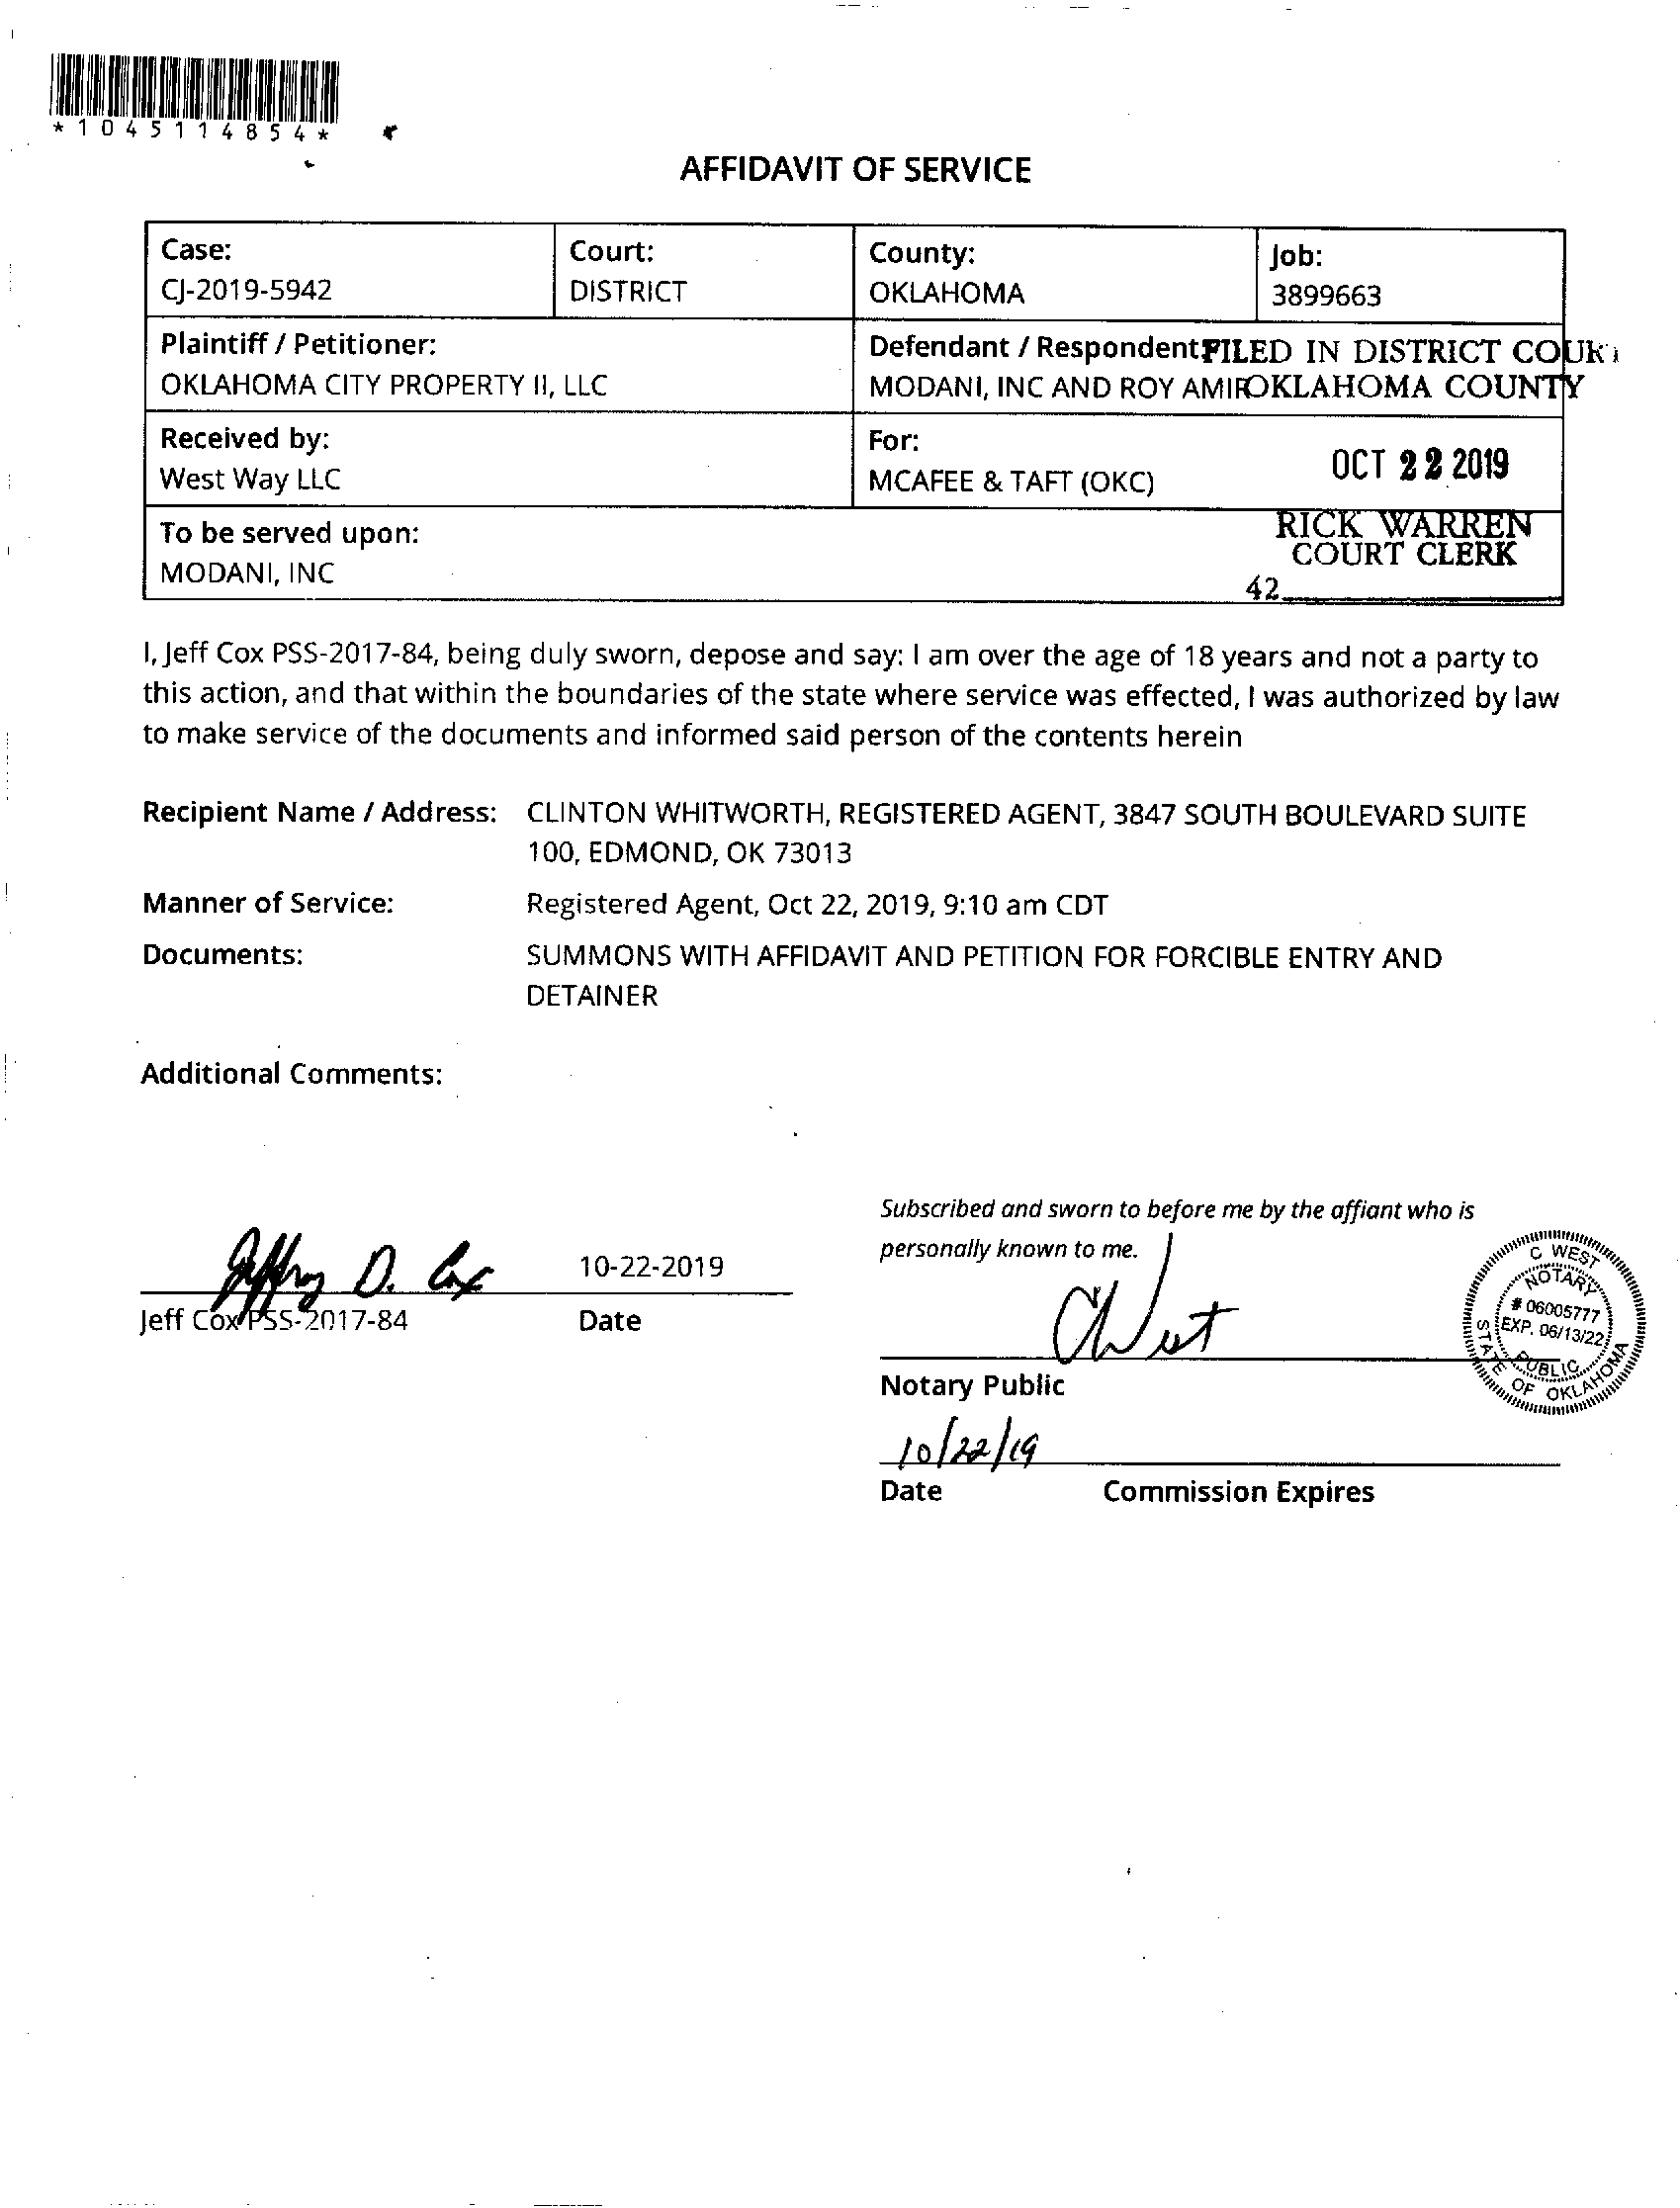 *1045114854*
AFFIDAVIT OF SERVICE
Case:
CJ-2019-5942
Court:
DISTRICT
County:
OKLAHOMA
Job:
3899663
Plaintiff / Petitioner:
OKLAHOMA CITY PROPERTY II, LLC
Defendant / Respondent
MODANI, INC AND ROY
FILED IN DISTRICT COURT
OKLAHOMA COUNTY
Received by:
West Way LLC
For:
MCAFEE & TAFT (OKC)
OCT 22 2019
To be served upon:
MODANI, INC
RICK WARREN
COURT CLERK
42
I, Jeff Cox PSS-2017-84, being duly sworn, depose and say: I am over the age of 18 years and not a party to
this action, and that within the boundaries of the state where service was effected, I was authorized by law
to make service of the documents and informed said person of the contents herein
Recipient Name / Address: CLINTON WHITWORTH, REGISTERED AGENT, 3847 SOUTH BOULEVARD SUITE
100, EDMOND, OK 73013
Manner of Service: Registered Agent, Oct 22, 2019, 9:10 am CDT
Documents: SUMMONS WITH AFFIDAVIT AND PETITION FOR FORCIBLE ENTRY AND
DETAINER
Additional Comments:
Jeffrey D. Cox
10-22-2019
Jeff Cox PSS-2017-84
Date
Subscribed and sworn to before me by the affiant who is
personally known to me.
C West
Notary Public
10/22/19
Date
Commission Expires
C WEST
NOTARY
# 06005777
EXP. 06/13/22
PUBLIC
STATE OF OKLAHOMA